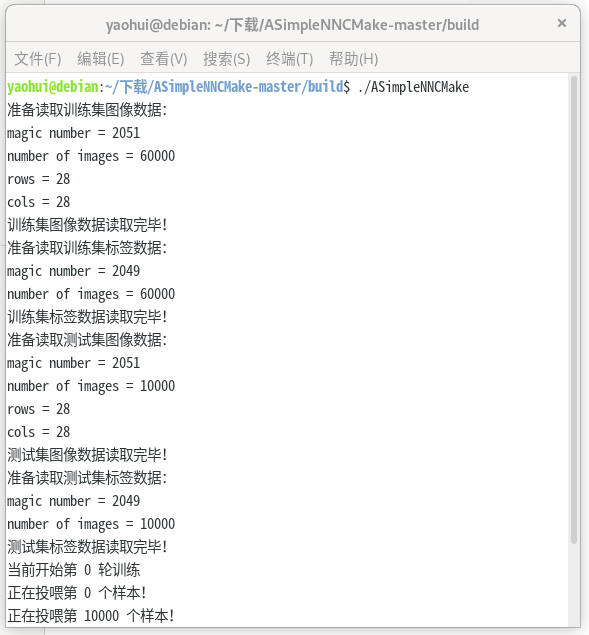 yaohui@debian: ~/下载/ASimpleNNCMake-master/build
文件(F) 编辑(E) 查看(V) 搜索(S) 终端(T) 帮助(H)
yaohui@debian:~/下载/ASimpleNNCMake-master/build$ ./ASimpleNNCMake
准备读取训练集图像数据：
magic number = 2051
number of images = 60000
rows = 28
cols = 28
训练集图像数据读取完毕！
准备读取训练集标签数据：
magic number = 2049
number of images = 60000
训练集标签数据读取完毕！
准备读取测试集图像数据：
magic number = 2051
number of images = 10000
rows = 28
cols = 28
测试集图像数据读取完毕！
准备读取测试集标签数据：
magic number = 2049
number of images = 10000
测试集标签数据读取完毕！
当前开始第 0 轮训练
正在投喂第 0 个样本！
正在投喂第 10000 个样本！